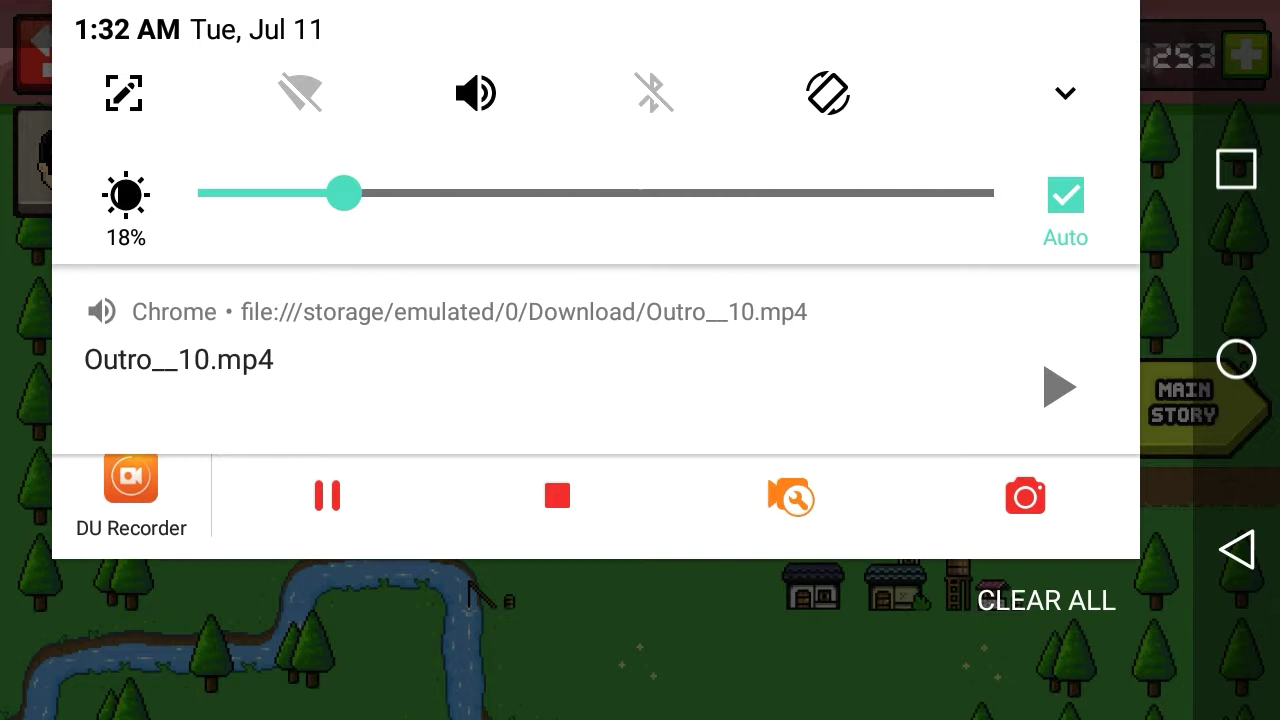 1:32 AM Tue, Jul 11
253
18%
Auto
Chrome • file:///storage/emulated/0/Download/Outro__10.mp4
Outro__10.mp4
MAIN
STORY
DU Recorder
CLEAR ALL